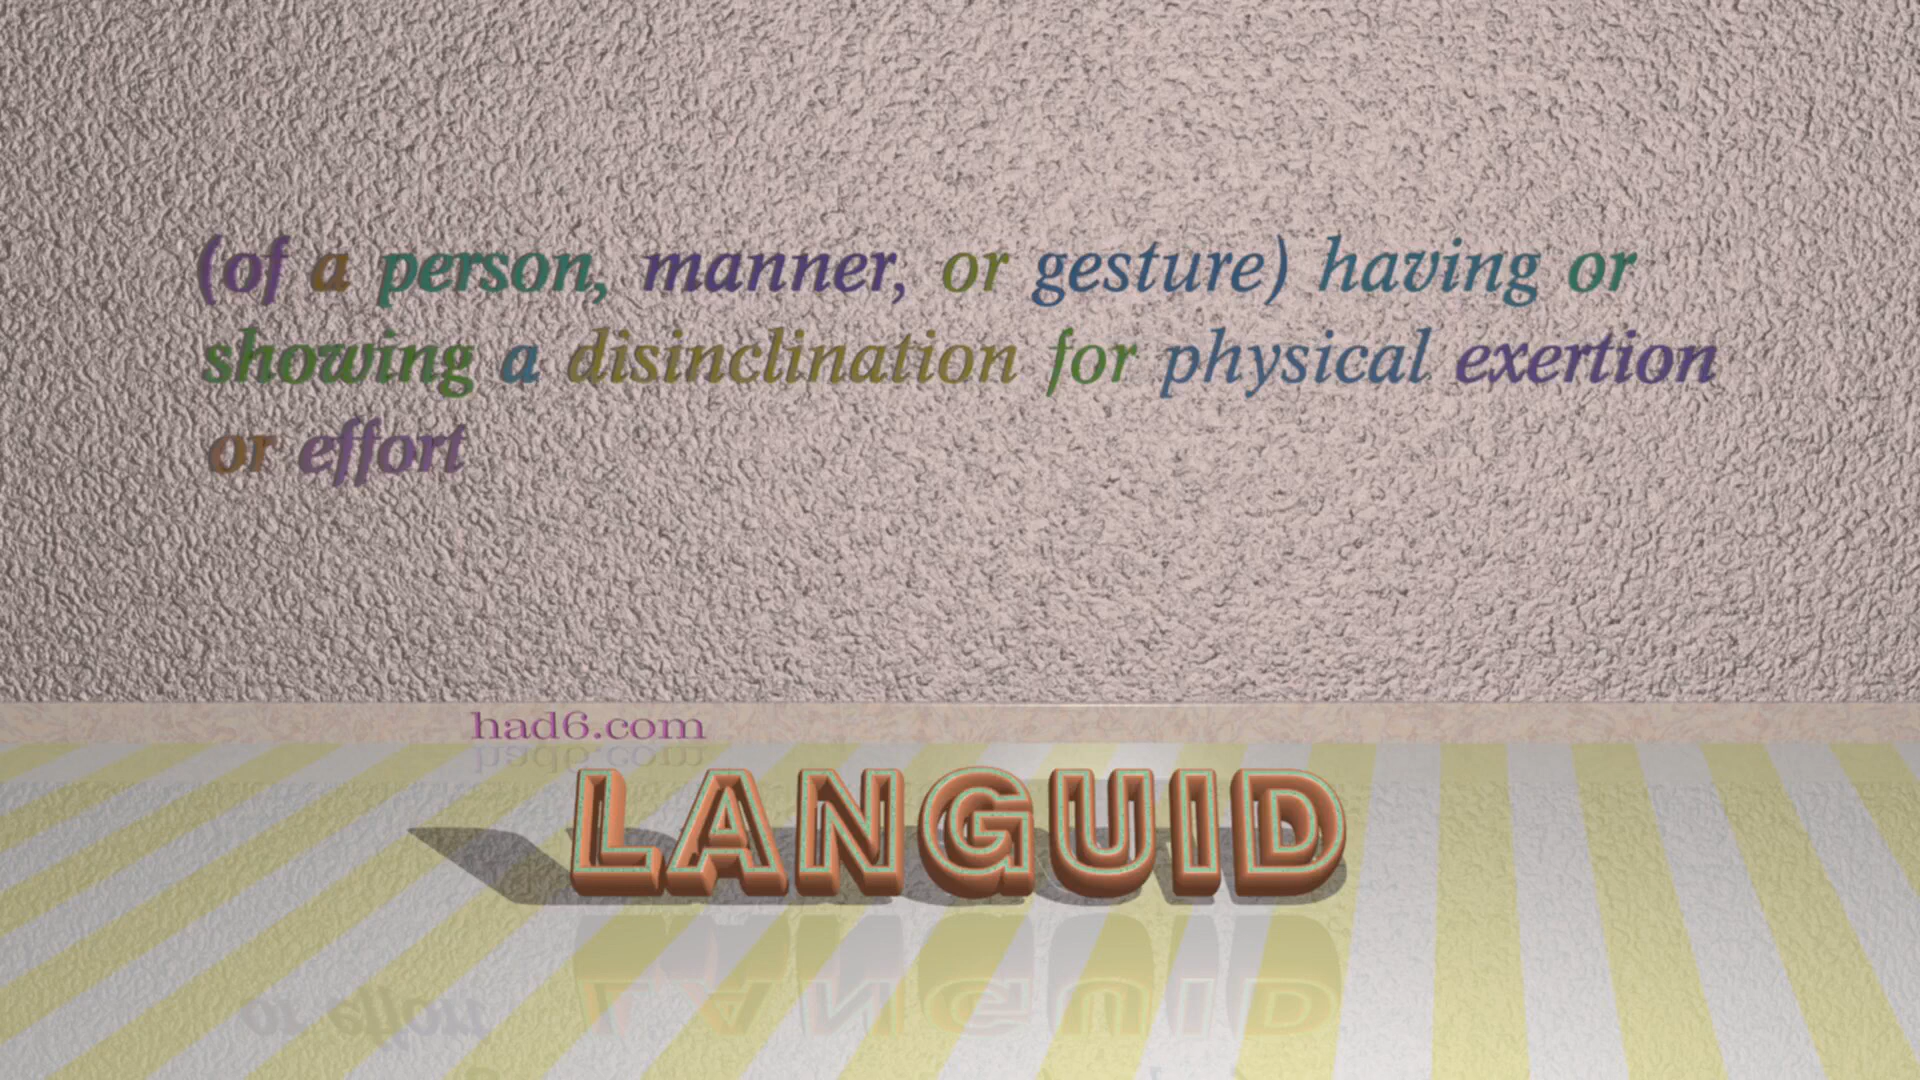 (of a person, manner, or gesture) having or
showing a disinclination for physical exertion
or effort
had6.com
LANGUID